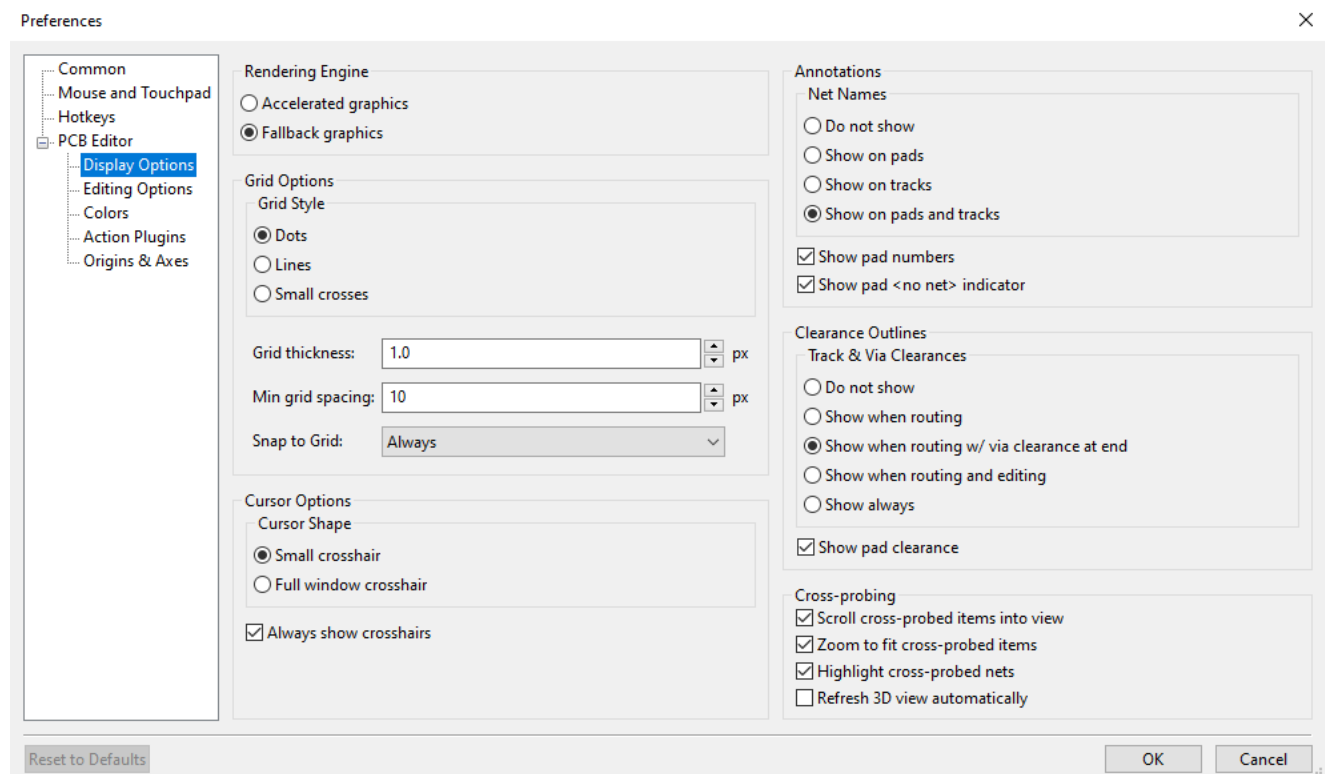 Preferences
Common
Mouse and Touchpad
Hotkeys
PCB Editor
Display Options
Editing Options
Colors
Action Plugins
Origins & Axes
Rendering Engine
Accelerated graphics
Fallback graphics
Grid Options
Grid Style
Dots
Lines
Small crosses
Grid thickness: 1.0 px
Min grid spacing: 10 px
Snap to Grid: Always
Cursor Options
Cursor Shape
Small crosshair
Full window crosshair
Always show crosshairs
Annotations
Net Names
Do not show
Show on pads
Show on tracks
Show on pads and tracks
Show pad numbers
Show pad <no net> indicator
Clearance Outlines
Track & Via Clearances
Do not show
Show when routing
Show when routing w/ via clearance at end
Show when routing and editing
Show always
Show pad clearance
Cross-probing
Scroll cross-probed items into view
Zoom to fit cross-probed items
Highlight cross-probed nets
Refresh 3D view automatically
Reset to Defaults
OK
Cancel